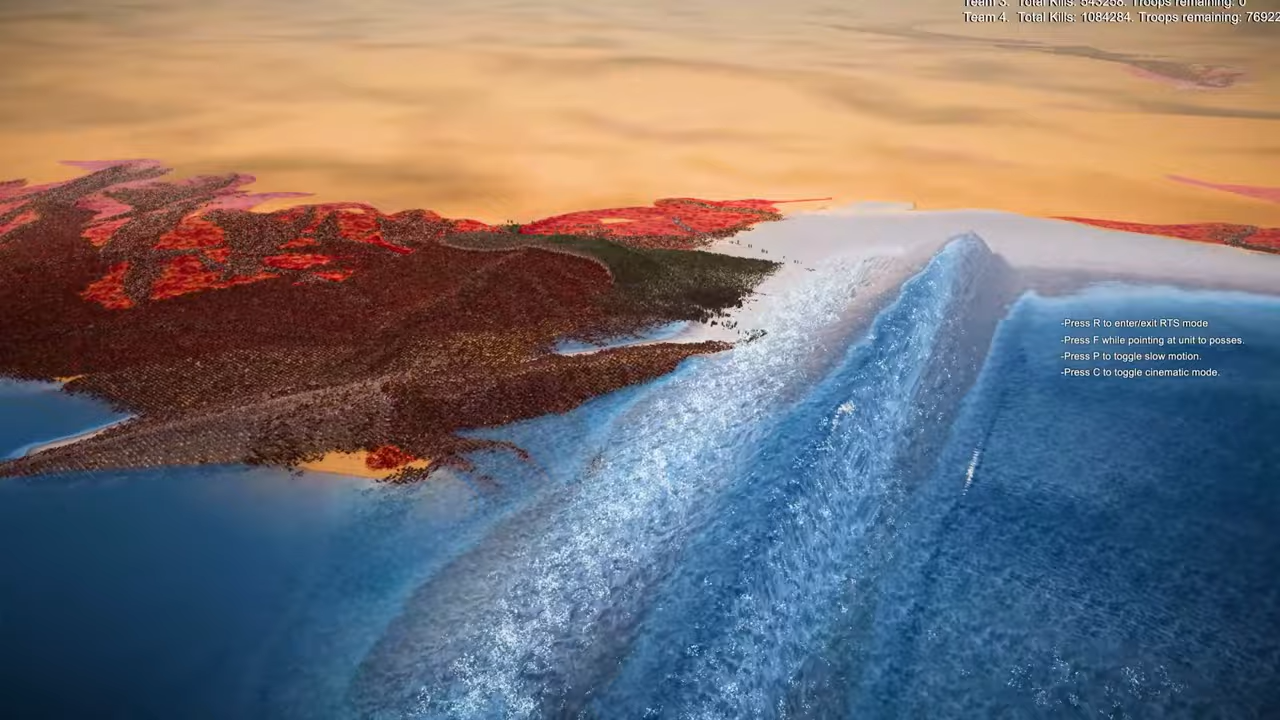 Team 3. Total Kills: 543258. Troops remaining: 0
Team 4. Total Kills: 1084284. Troops remaining: 76922
-Press R to enter/exit RTS mode
-Press F while pointing at unit to posses.
-Press P to toggle slow motion.
-Press C to toggle cinematic mode.